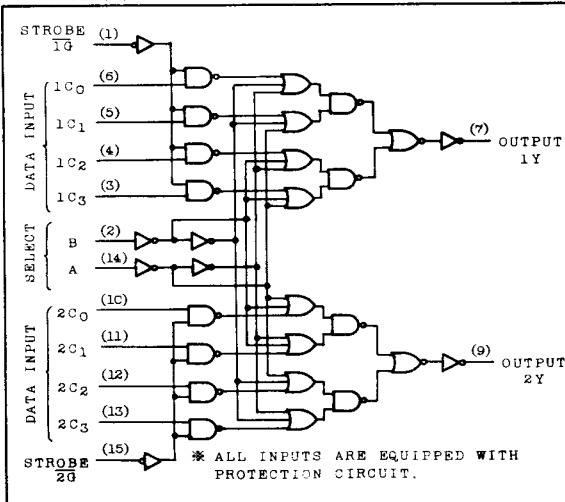 STROBE (1)
1G
(6)
1C0
(5)
1C1
(4)
1C2
(3)
1C3
DATA INPUT
(7)
OUTPUT
1Y
(2)
B
(14)
A
SELECT
(10)
2C0
(11)
2C1
(12)
2C2
(13)
2C3
DATA INPUT
(9)
OUTPUT
2Y
(15)
STROBE
2G
※ ALL INPUTS ARE EQUIPPED WITH
PROTECTION CIRCUIT.